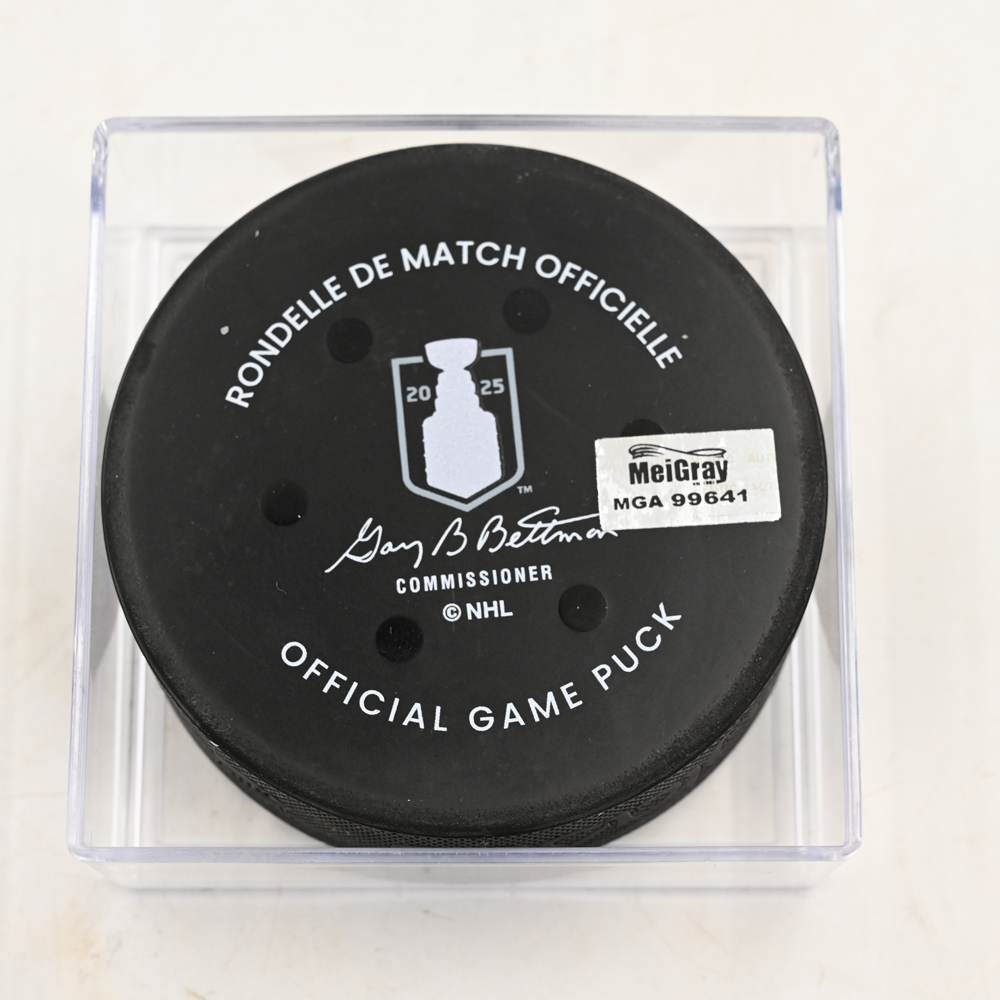 RONDELLE DE MATCH OFFICIELLE
20 25
TM
MeiGray
MGA 99641
Gary B Bettman
COMMISSIONER
© NHL
OFFICIAL GAME PUCK